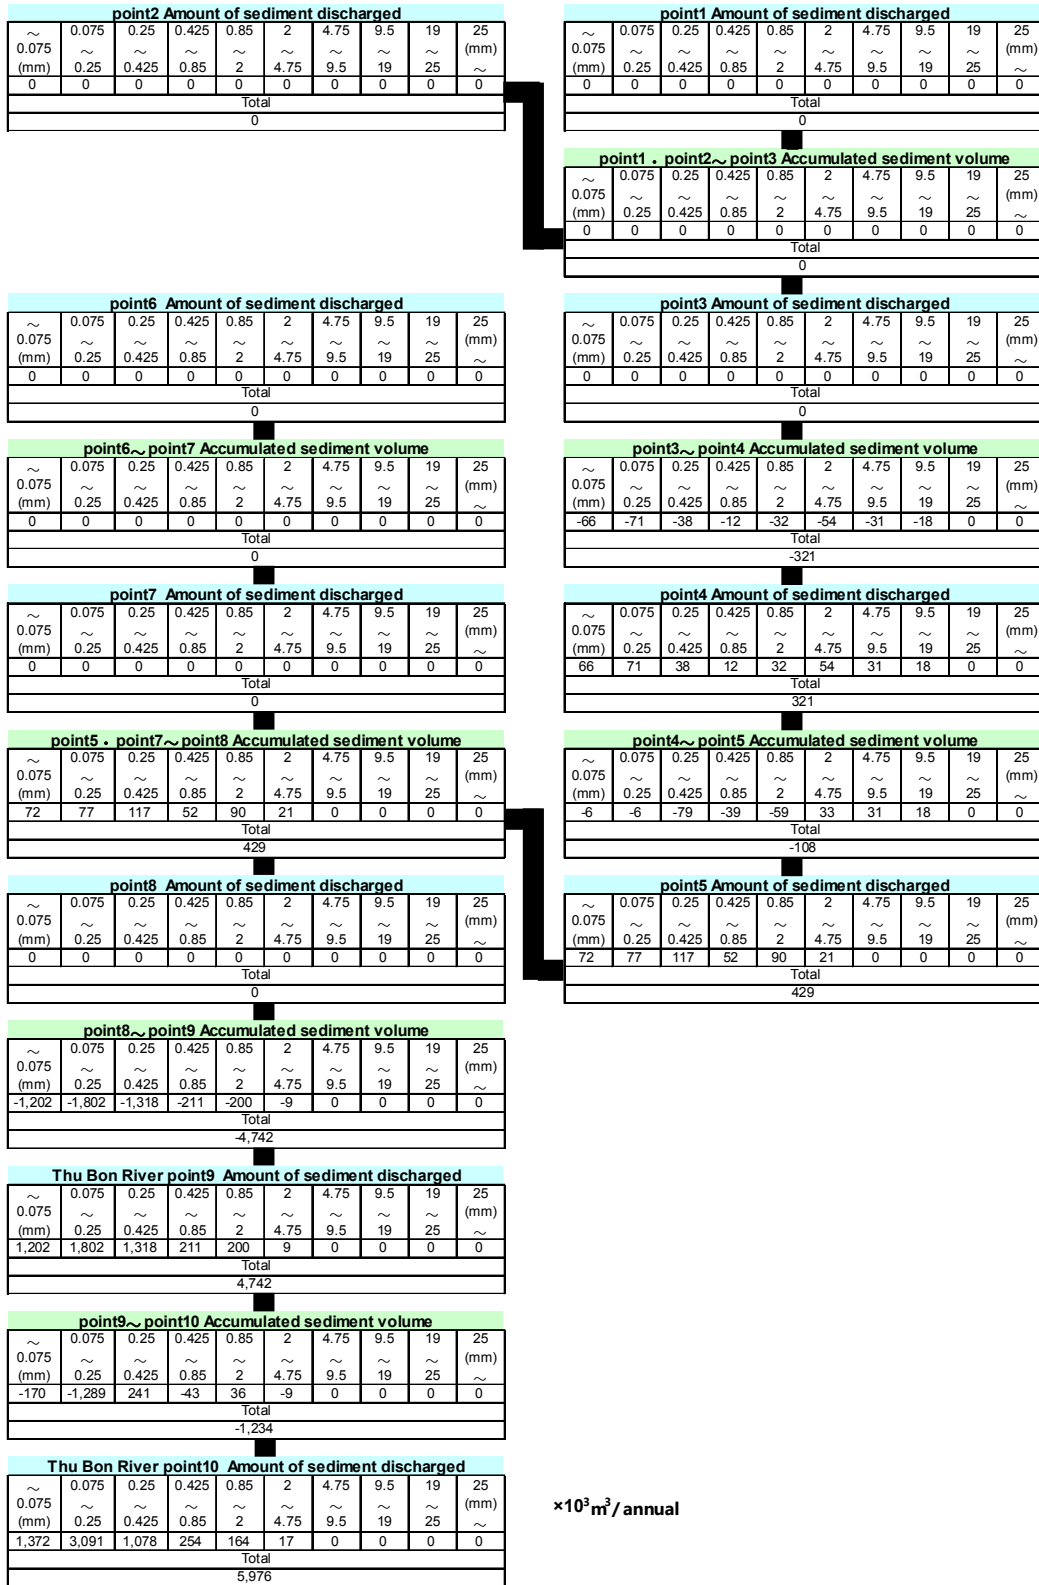 point2 Amount of sediment discharged
～ 0.075 0.25 0.425 0.85 2 4.75 9.5 19 25
0.075 ～ ～ ～ ～ ～ ～ ～ ～ (mm)
(mm) 0.25 0.425 0.85 2 4.75 9.5 19 25 ～
0 0 0 0 0 0 0 0 0 0
Total
0
point1 Amount of sediment discharged
～ 0.075 0.25 0.425 0.85 2 4.75 9.5 19 25
0.075 ～ ～ ～ ～ ～ ～ ～ ～ (mm)
(mm) 0.25 0.425 0.85 2 4.75 9.5 19 25 ～
0 0 0 0 0 0 0 0 0 0
Total
0
point1．point2～point3 Accumulated sediment volume
～ 0.075 0.25 0.425 0.85 2 4.75 9.5 19 25
0.075 ～ ～ ～ ～ ～ ～ ～ ～ (mm)
(mm) 0.25 0.425 0.85 2 4.75 9.5 19 25 ～
0 0 0 0 0 0 0 0 0 0
Total
0
point6 Amount of sediment discharged
～ 0.075 0.25 0.425 0.85 2 4.75 9.5 19 25
0.075 ～ ～ ～ ～ ～ ～ ～ ～ (mm)
(mm) 0.25 0.425 0.85 2 4.75 9.5 19 25 ～
0 0 0 0 0 0 0 0 0 0
Total
0
point3 Amount of sediment discharged
～ 0.075 0.25 0.425 0.85 2 4.75 9.5 19 25
0.075 ～ ～ ～ ～ ～ ～ ～ ～ (mm)
(mm) 0.25 0.425 0.85 2 4.75 9.5 19 25 ～
0 0 0 0 0 0 0 0 0 0
Total
0
point6～point7 Accumulated sediment volume
～ 0.075 0.25 0.425 0.85 2 4.75 9.5 19 25
0.075 ～ ～ ～ ～ ～ ～ ～ ～ (mm)
(mm) 0.25 0.425 0.85 2 4.75 9.5 19 25 ～
0 0 0 0 0 0 0 0 0 0
Total
0
point3～point4 Accumulated sediment volume
～ 0.075 0.25 0.425 0.85 2 4.75 9.5 19 25
0.075 ～ ～ ～ ～ ～ ～ ～ ～ (mm)
(mm) 0.25 0.425 0.85 2 4.75 9.5 19 25 ～
-66 -71 -38 -12 -32 -54 -31 -18 0 0
Total
-321
point7 Amount of sediment discharged
～ 0.075 0.25 0.425 0.85 2 4.75 9.5 19 25
0.075 ～ ～ ～ ～ ～ ～ ～ ～ (mm)
(mm) 0.25 0.425 0.85 2 4.75 9.5 19 25 ～
0 0 0 0 0 0 0 0 0 0
Total
0
point4 Amount of sediment discharged
～ 0.075 0.25 0.425 0.85 2 4.75 9.5 19 25
0.075 ～ ～ ～ ～ ～ ～ ～ ～ (mm)
(mm) 0.25 0.425 0.85 2 4.75 9.5 19 25 ～
66 71 38 12 32 54 31 18 0 0
Total
321
point5．point7～point8 Accumulated sediment volume
～ 0.075 0.25 0.425 0.85 2 4.75 9.5 19 25
0.075 ～ ～ ～ ～ ～ ～ ～ ～ (mm)
(mm) 0.25 0.425 0.85 2 4.75 9.5 19 25 ～
72 77 117 52 90 21 0 0 0 0
Total
429
point4～point5 Accumulated sediment volume
～ 0.075 0.25 0.425 0.85 2 4.75 9.5 19 25
0.075 ～ ～ ～ ～ ～ ～ ～ ～ (mm)
(mm) 0.25 0.425 0.85 2 4.75 9.5 19 25 ～
-6 -6 -79 -39 -59 33 31 18 0 0
Total
-108
point8 Amount of sediment discharged
～ 0.075 0.25 0.425 0.85 2 4.75 9.5 19 25
0.075 ～ ～ ～ ～ ～ ～ ～ ～ (mm)
(mm) 0.25 0.425 0.85 2 4.75 9.5 19 25 ～
0 0 0 0 0 0 0 0 0 0
Total
0
point5 Amount of sediment discharged
～ 0.075 0.25 0.425 0.85 2 4.75 9.5 19 25
0.075 ～ ～ ～ ～ ～ ～ ～ ～ (mm)
(mm) 0.25 0.425 0.85 2 4.75 9.5 19 25 ～
72 77 117 52 90 21 0 0 0 0
Total
429
point8～point9 Accumulated sediment volume
～ 0.075 0.25 0.425 0.85 2 4.75 9.5 19 25
0.075 ～ ～ ～ ～ ～ ～ ～ ～ (mm)
(mm) 0.25 0.425 0.85 2 4.75 9.5 19 25 ～
-1,202 -1,802 -1,318 -211 -200 -9 0 0 0 0
Total
-4,742
Thu Bon River point9 Amount of sediment discharged
～ 0.075 0.25 0.425 0.85 2 4.75 9.5 19 25
0.075 ～ ～ ～ ～ ～ ～ ～ ～ (mm)
(mm) 0.25 0.425 0.85 2 4.75 9.5 19 25 ～
1,202 1,802 1,318 211 200 9 0 0 0 0
Total
4,742
point9～point10 Accumulated sediment volume
～ 0.075 0.25 0.425 0.85 2 4.75 9.5 19 25
0.075 ～ ～ ～ ～ ～ ～ ～ ～ (mm)
(mm) 0.25 0.425 0.85 2 4.75 9.5 19 25 ～
-170 -1,289 241 -43 36 -9 0 0 0 0
Total
-1,234
Thu Bon River point10 Amount of sediment discharged
～ 0.075 0.25 0.425 0.85 2 4.75 9.5 19 25
0.075 ～ ～ ～ ～ ～ ～ ～ ～ (mm)
(mm) 0.25 0.425 0.85 2 4.75 9.5 19 25 ～
1,372 3,091 1,078 254 164 17 0 0 0 0
Total
5,976
×10³m³/annual